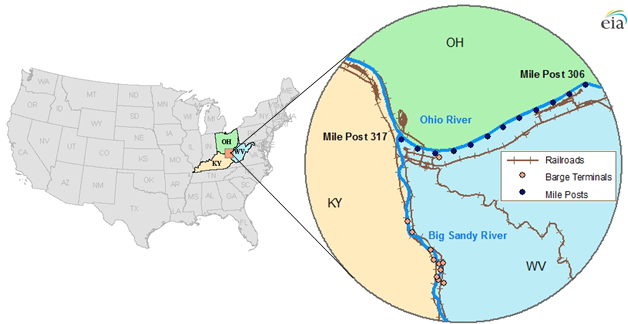 eia
OH
Mile Post 306
Ohio River
Mile Post 317
Railroads
Barge Terminals
Mile Posts
KY
Big Sandy River
WV
WA
MT
ND
MN
OR
ID
SD
WI
MI
WY
NY
ME
NV
UT
CO
NE
IA
IL
IN
OH
PA
CA
KS
MO
KY
WV
VA
AZ
NM
OK
AR
TN
NC
SC
TX
LA
MS
AL
GA
FL